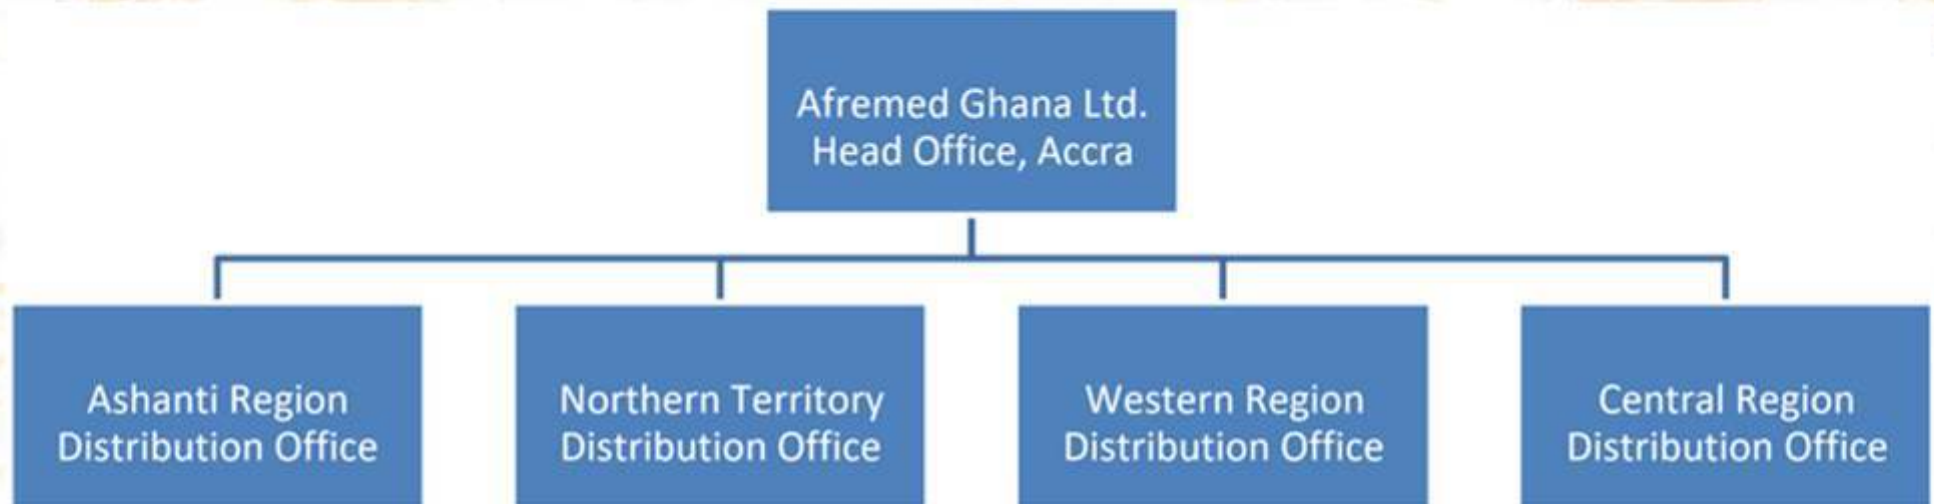 Afremed Ghana Ltd.
Head Office, Accra
Ashanti Region
Distribution Office
Northern Territory
Distribution Office
Western Region
Distribution Office
Central Region
Distribution Office